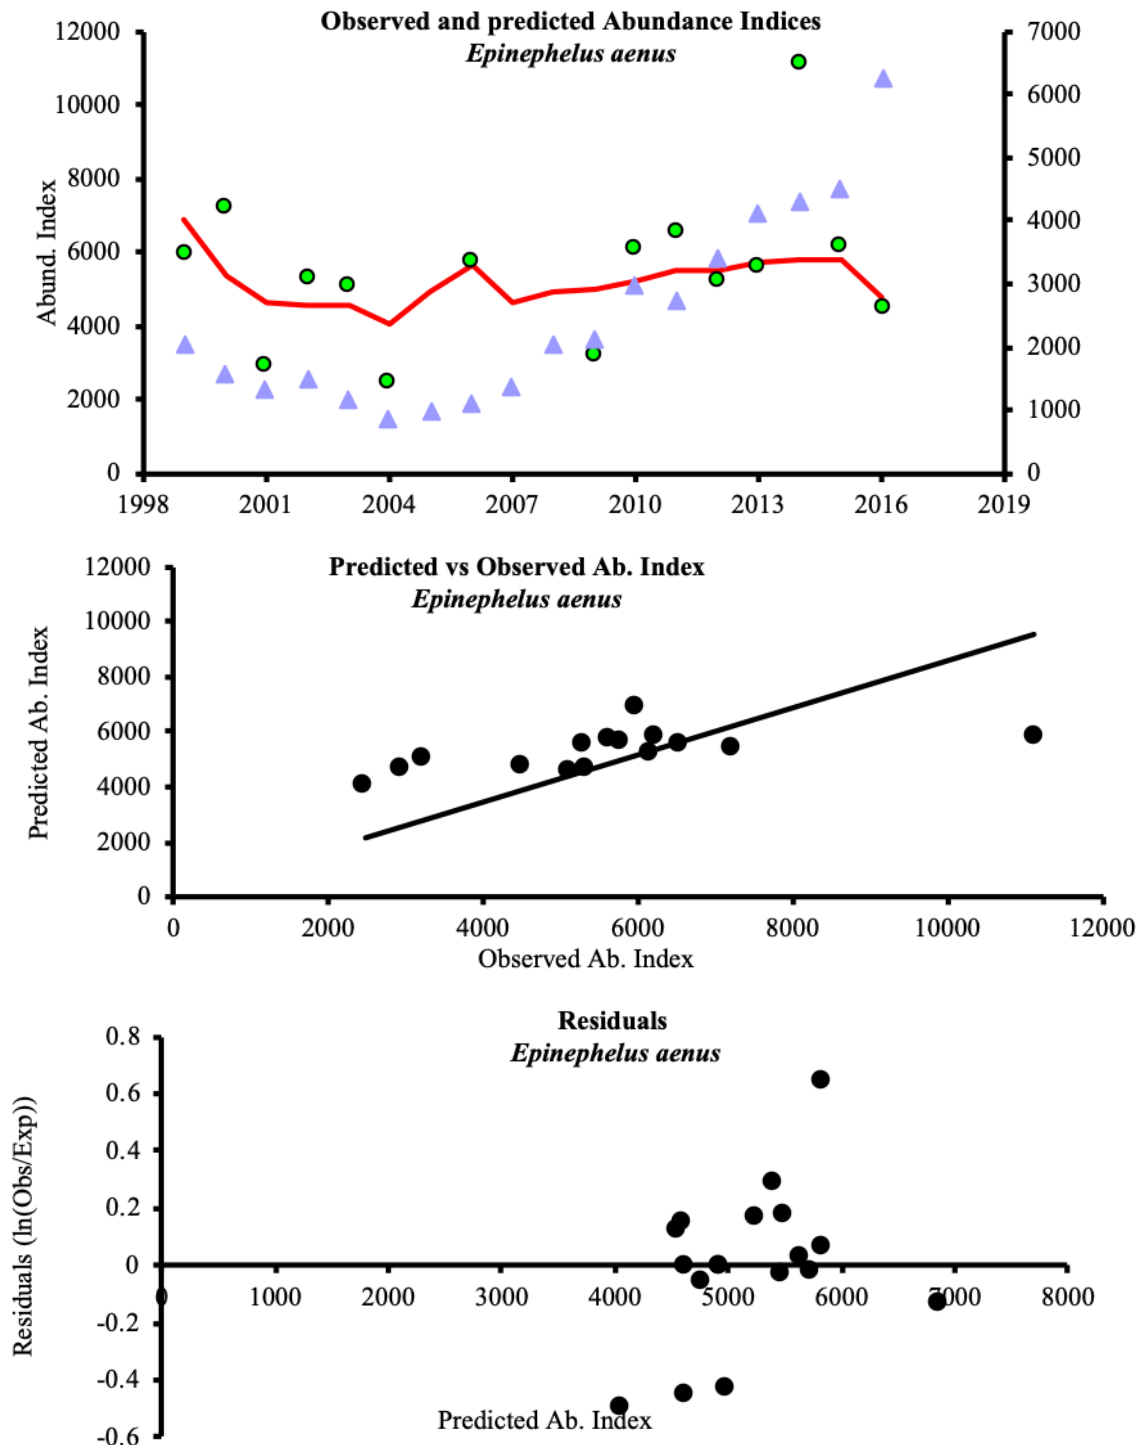 Observed and predicted Abundance Indices
Epinephelus aenus
Abund. Index
12000
10000
8000
6000
4000
2000
0
7000
6000
5000
4000
3000
2000
1000
0
1998 2001 2004 2007 2010 2013 2016 2019
Predicted vs Observed Ab. Index
Epinephelus aenus
Predicted Ab. Index
12000
10000
8000
6000
4000
2000
0
0 2000 4000 6000 8000 10000 12000
Observed Ab. Index
Residuals
Epinephelus aenus
Residuals (ln(Obs/Exp))
0.8
0.6
0.4
0.2
0
-0.2
-0.4
-0.6
0 1000 2000 3000 4000 5000 6000 7000 8000
Predicted Ab. Index